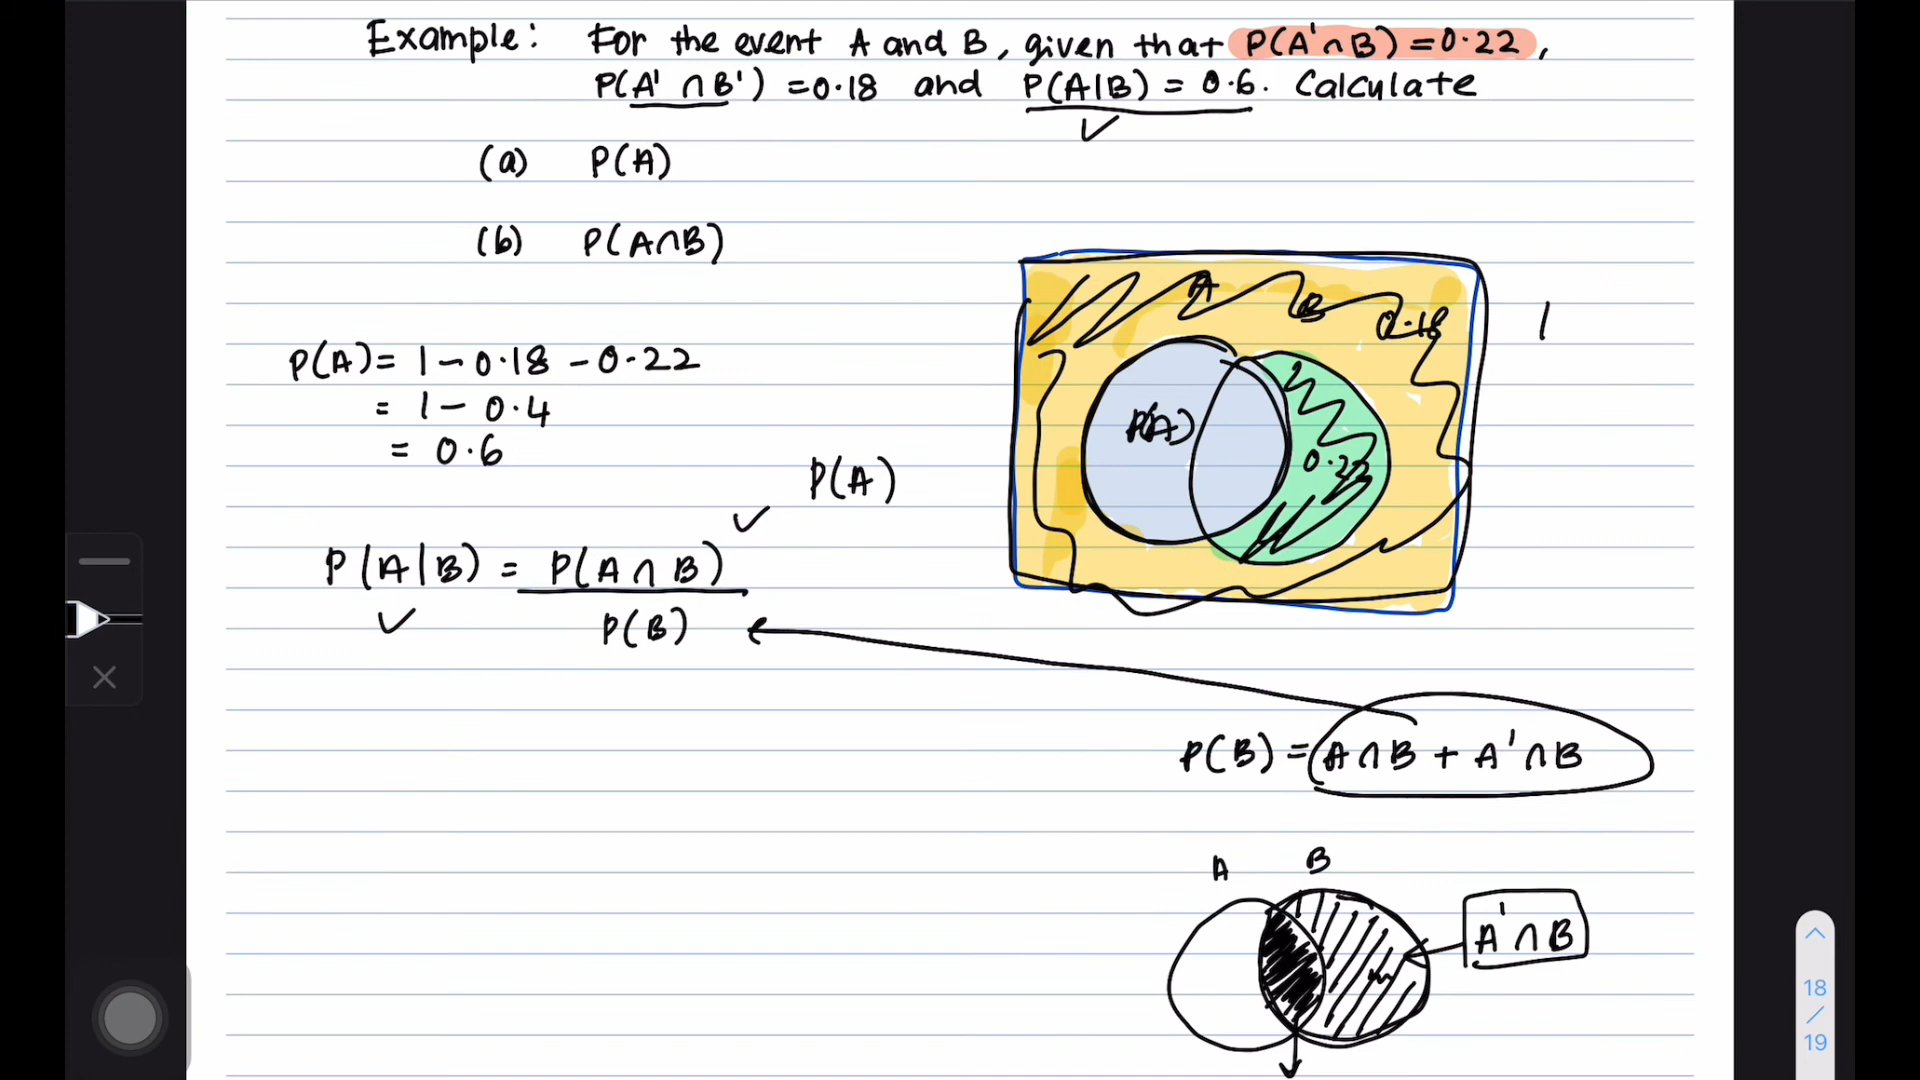 Example: For the event A and B, given that P(A'∩B) = 0.22,
P(A' ∩ B') = 0.18 and P(A|B) = 0.6. Calculate
(a) P(A)
(b) P(A∩B)
A B 0.18 1
P(A) = 1 - 0.18 - 0.22
= 1 - 0.4
= 0.6
P(A) 0.22
P(A)
P(A|B) = P(A ∩ B)
P(B)
P(B) = A∩B + A'∩B
A B
A' ∩ B
18
/
19